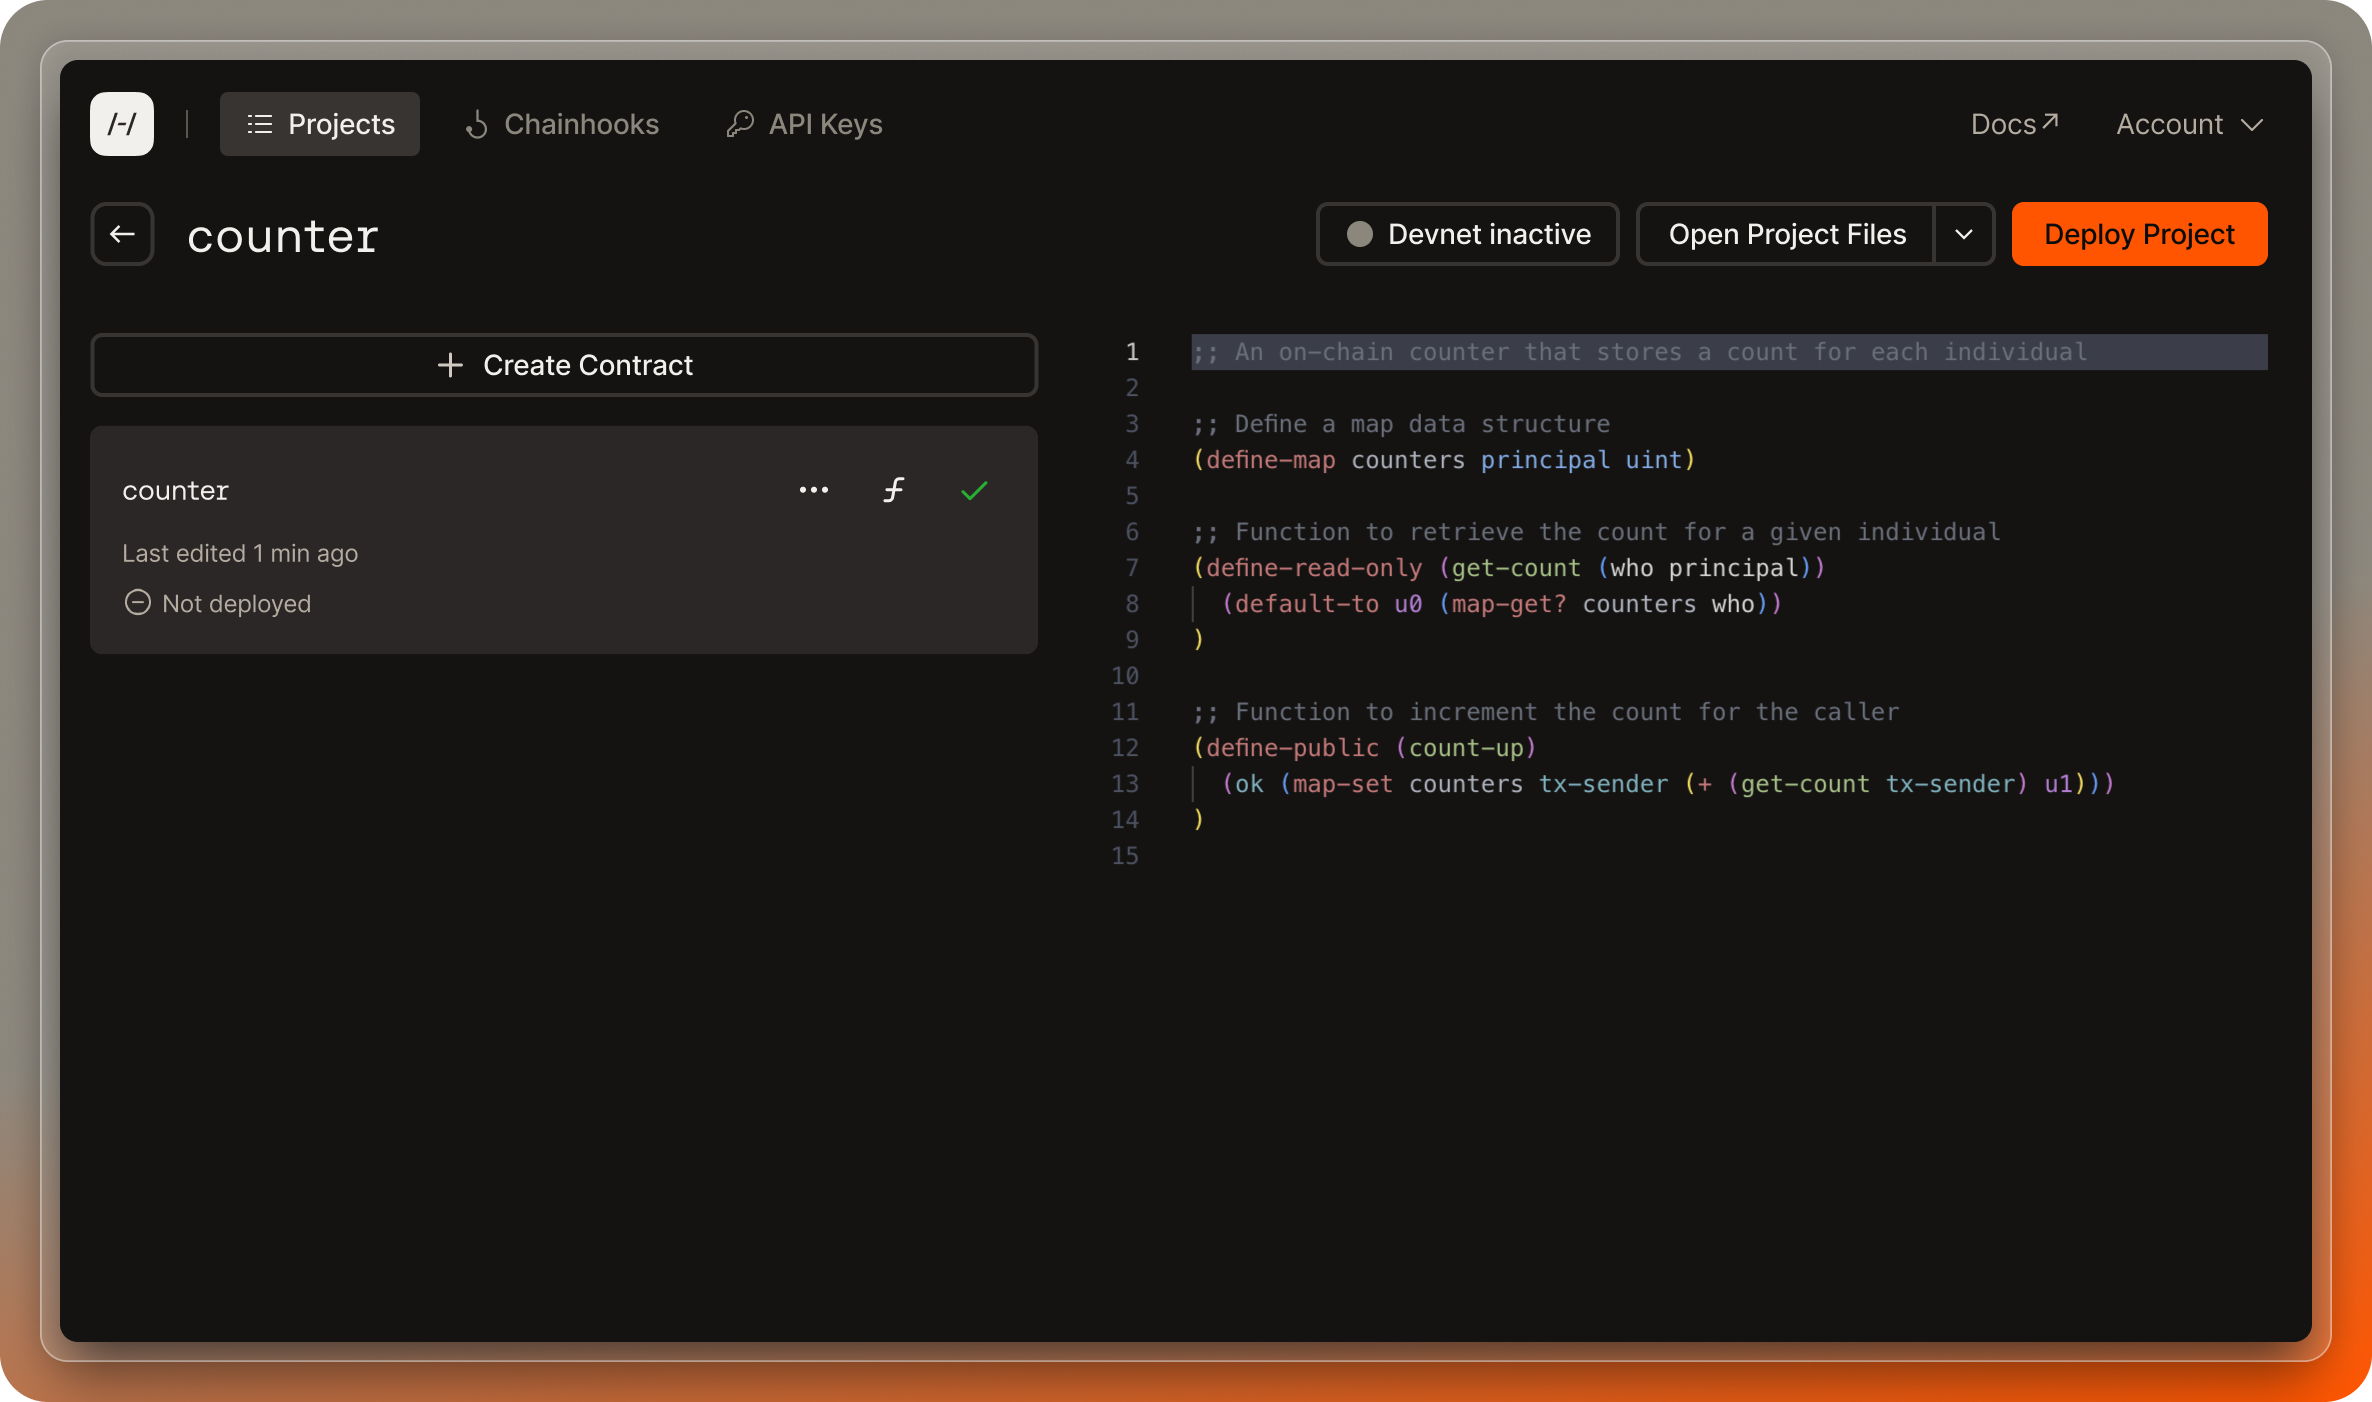 /-/
Projects
Chainhooks
API Keys
Docs
Account
counter
Devnet inactive
Open Project Files
Deploy Project
Create Contract
counter
Last edited 1 min ago
Not deployed
1 ;; An on-chain counter that stores a count for each individual
2
3 ;; Define a map data structure
4 (define-map counters principal uint)
5
6 ;; Function to retrieve the count for a given individual
7 (define-read-only (get-count (who principal))
8   (default-to u0 (map-get? counters who))
9 )
10
11 ;; Function to increment the count for the caller
12 (define-public (count-up)
13   (ok (map-set counters tx-sender (+ (get-count tx-sender) u1)))
14 )
15